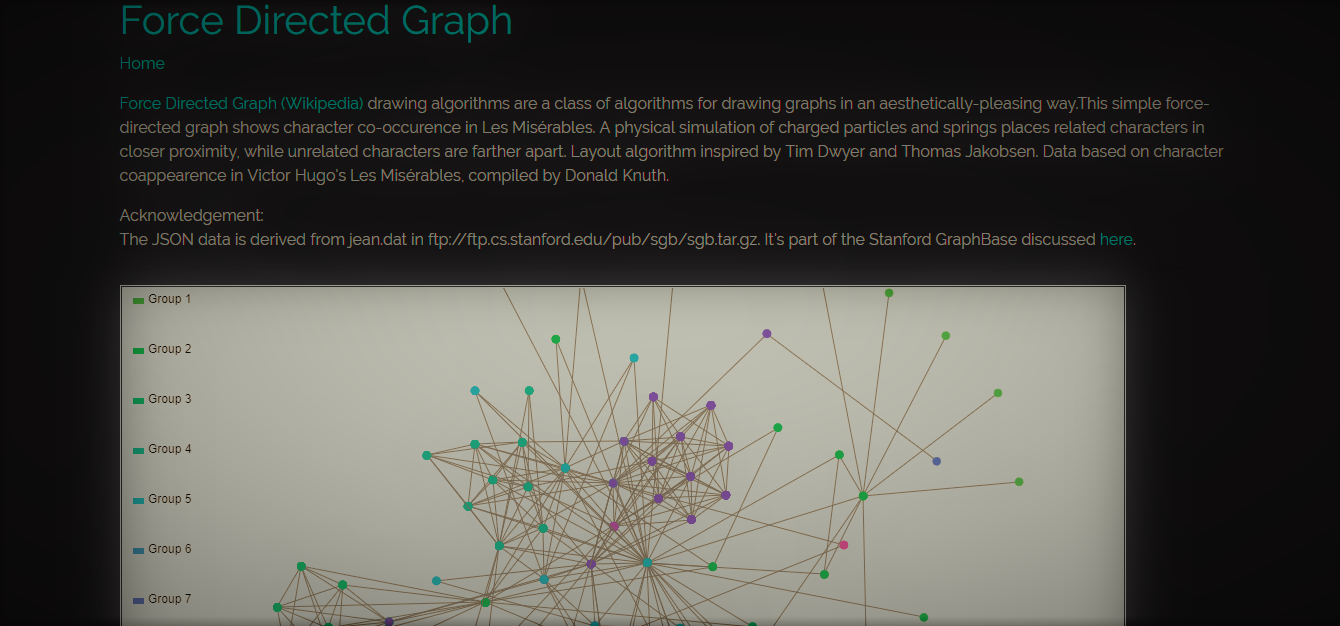 Force Directed Graph
Home
Force Directed Graph (Wikipedia) drawing algorithms are a class of algorithms for drawing graphs in an aesthetically-pleasing way.This simple force-
directed graph shows character co-occurence in Les Misérables. A physical simulation of charged particles and springs places related characters in
closer proximity, while unrelated characters are farther apart. Layout algorithm inspired by Tim Dwyer and Thomas Jakobsen. Data based on character
coappearence in Victor Hugo's Les Misérables, compiled by Donald Knuth.
Acknowledgement:
The JSON data is derived from jean.dat in ftp://ftp.cs.stanford.edu/pub/sgb/sgb.tar.gz. It's part of the Stanford GraphBase discussed here.
Group 1
Group 2
Group 3
Group 4
Group 5
Group 6
Group 7